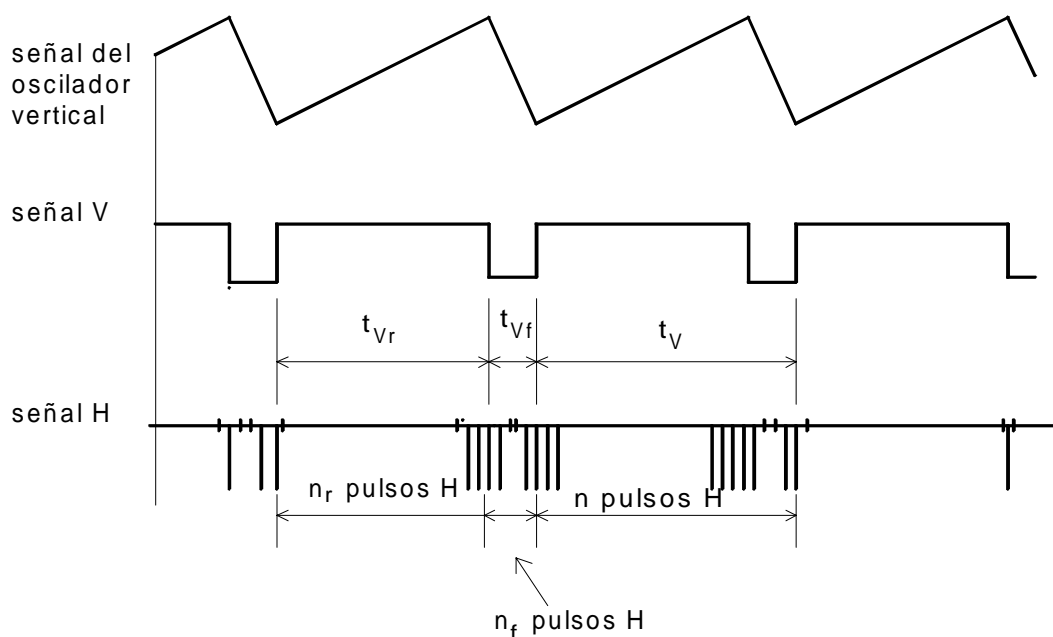 señal del
oscilador
vertical
señal V
t_Vr
t_Vf
t_V
señal H
n_r pulsos H
n pulsos H
n_f pulsos H